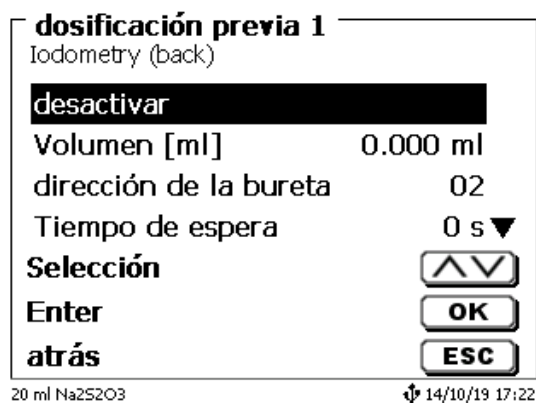 dosificación previa 1
Iodometry (back)
desactivar
Volumen [ml] 0.000 ml
dirección de la bureta 02
Tiempo de espera 0 s
Selección
Enter OK
atrás ESC
20 ml Na2S2O3 14/10/19 17:22